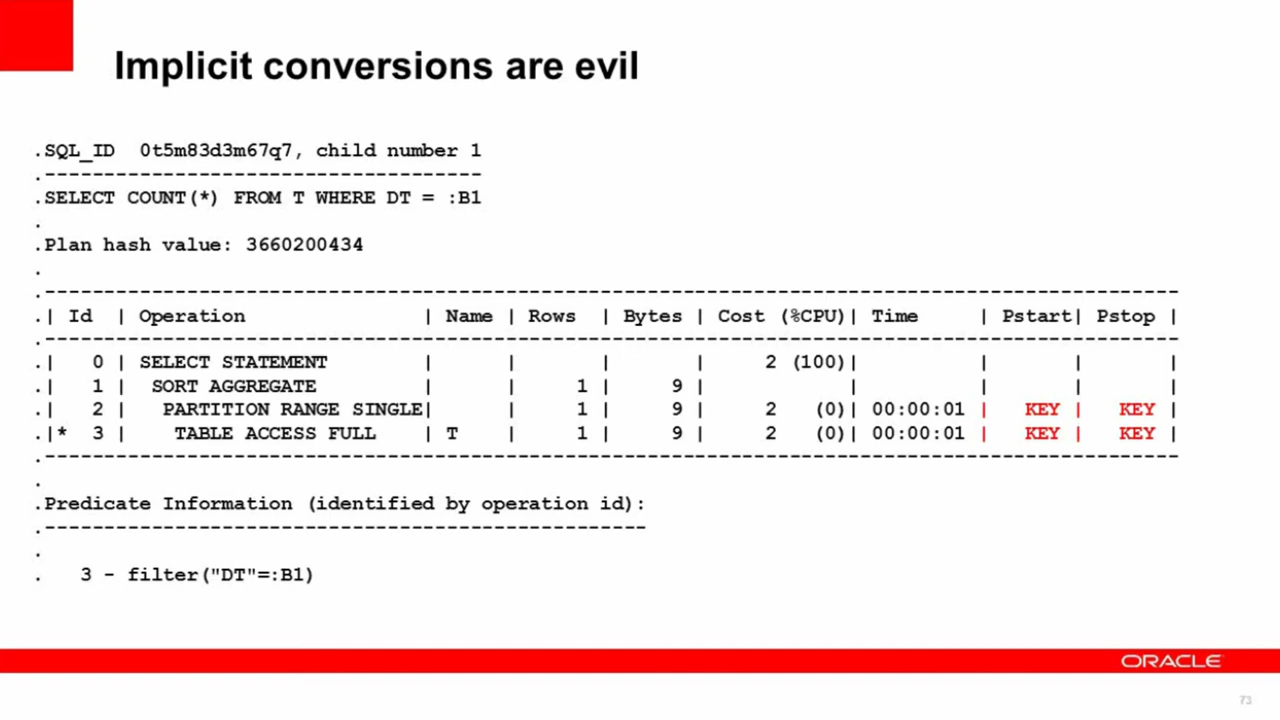 Implicit conversions are evil
.SQL_ID  0t5m83d3m67q7, child number 1
.-------------------------------------
.SELECT COUNT(*) FROM T WHERE DT = :B1
.
.Plan hash value: 3660200434
.
.------------------------------------------------------------------------------------------------
.| Id  | Operation               | Name | Rows  | Bytes | Cost (%CPU)| Time     | Pstart| Pstop |
.------------------------------------------------------------------------------------------------
.|   0 | SELECT STATEMENT        |      |       |       |     2 (100)|          |       |       |
.|   1 |  SORT AGGREGATE         |      |     1 |     9 |            |          |       |       |
.|   2 |   PARTITION RANGE SINGLE|      |     1 |     9 |     2   (0)| 00:00:01 |   KEY |   KEY |
.|*  3 |    TABLE ACCESS FULL    | T    |     1 |     9 |     2   (0)| 00:00:01 |   KEY |   KEY |
.------------------------------------------------------------------------------------------------
.
.Predicate Information (identified by operation id):
.---------------------------------------------------
.
.   3 - filter("DT"=:B1)
ORACLE
73